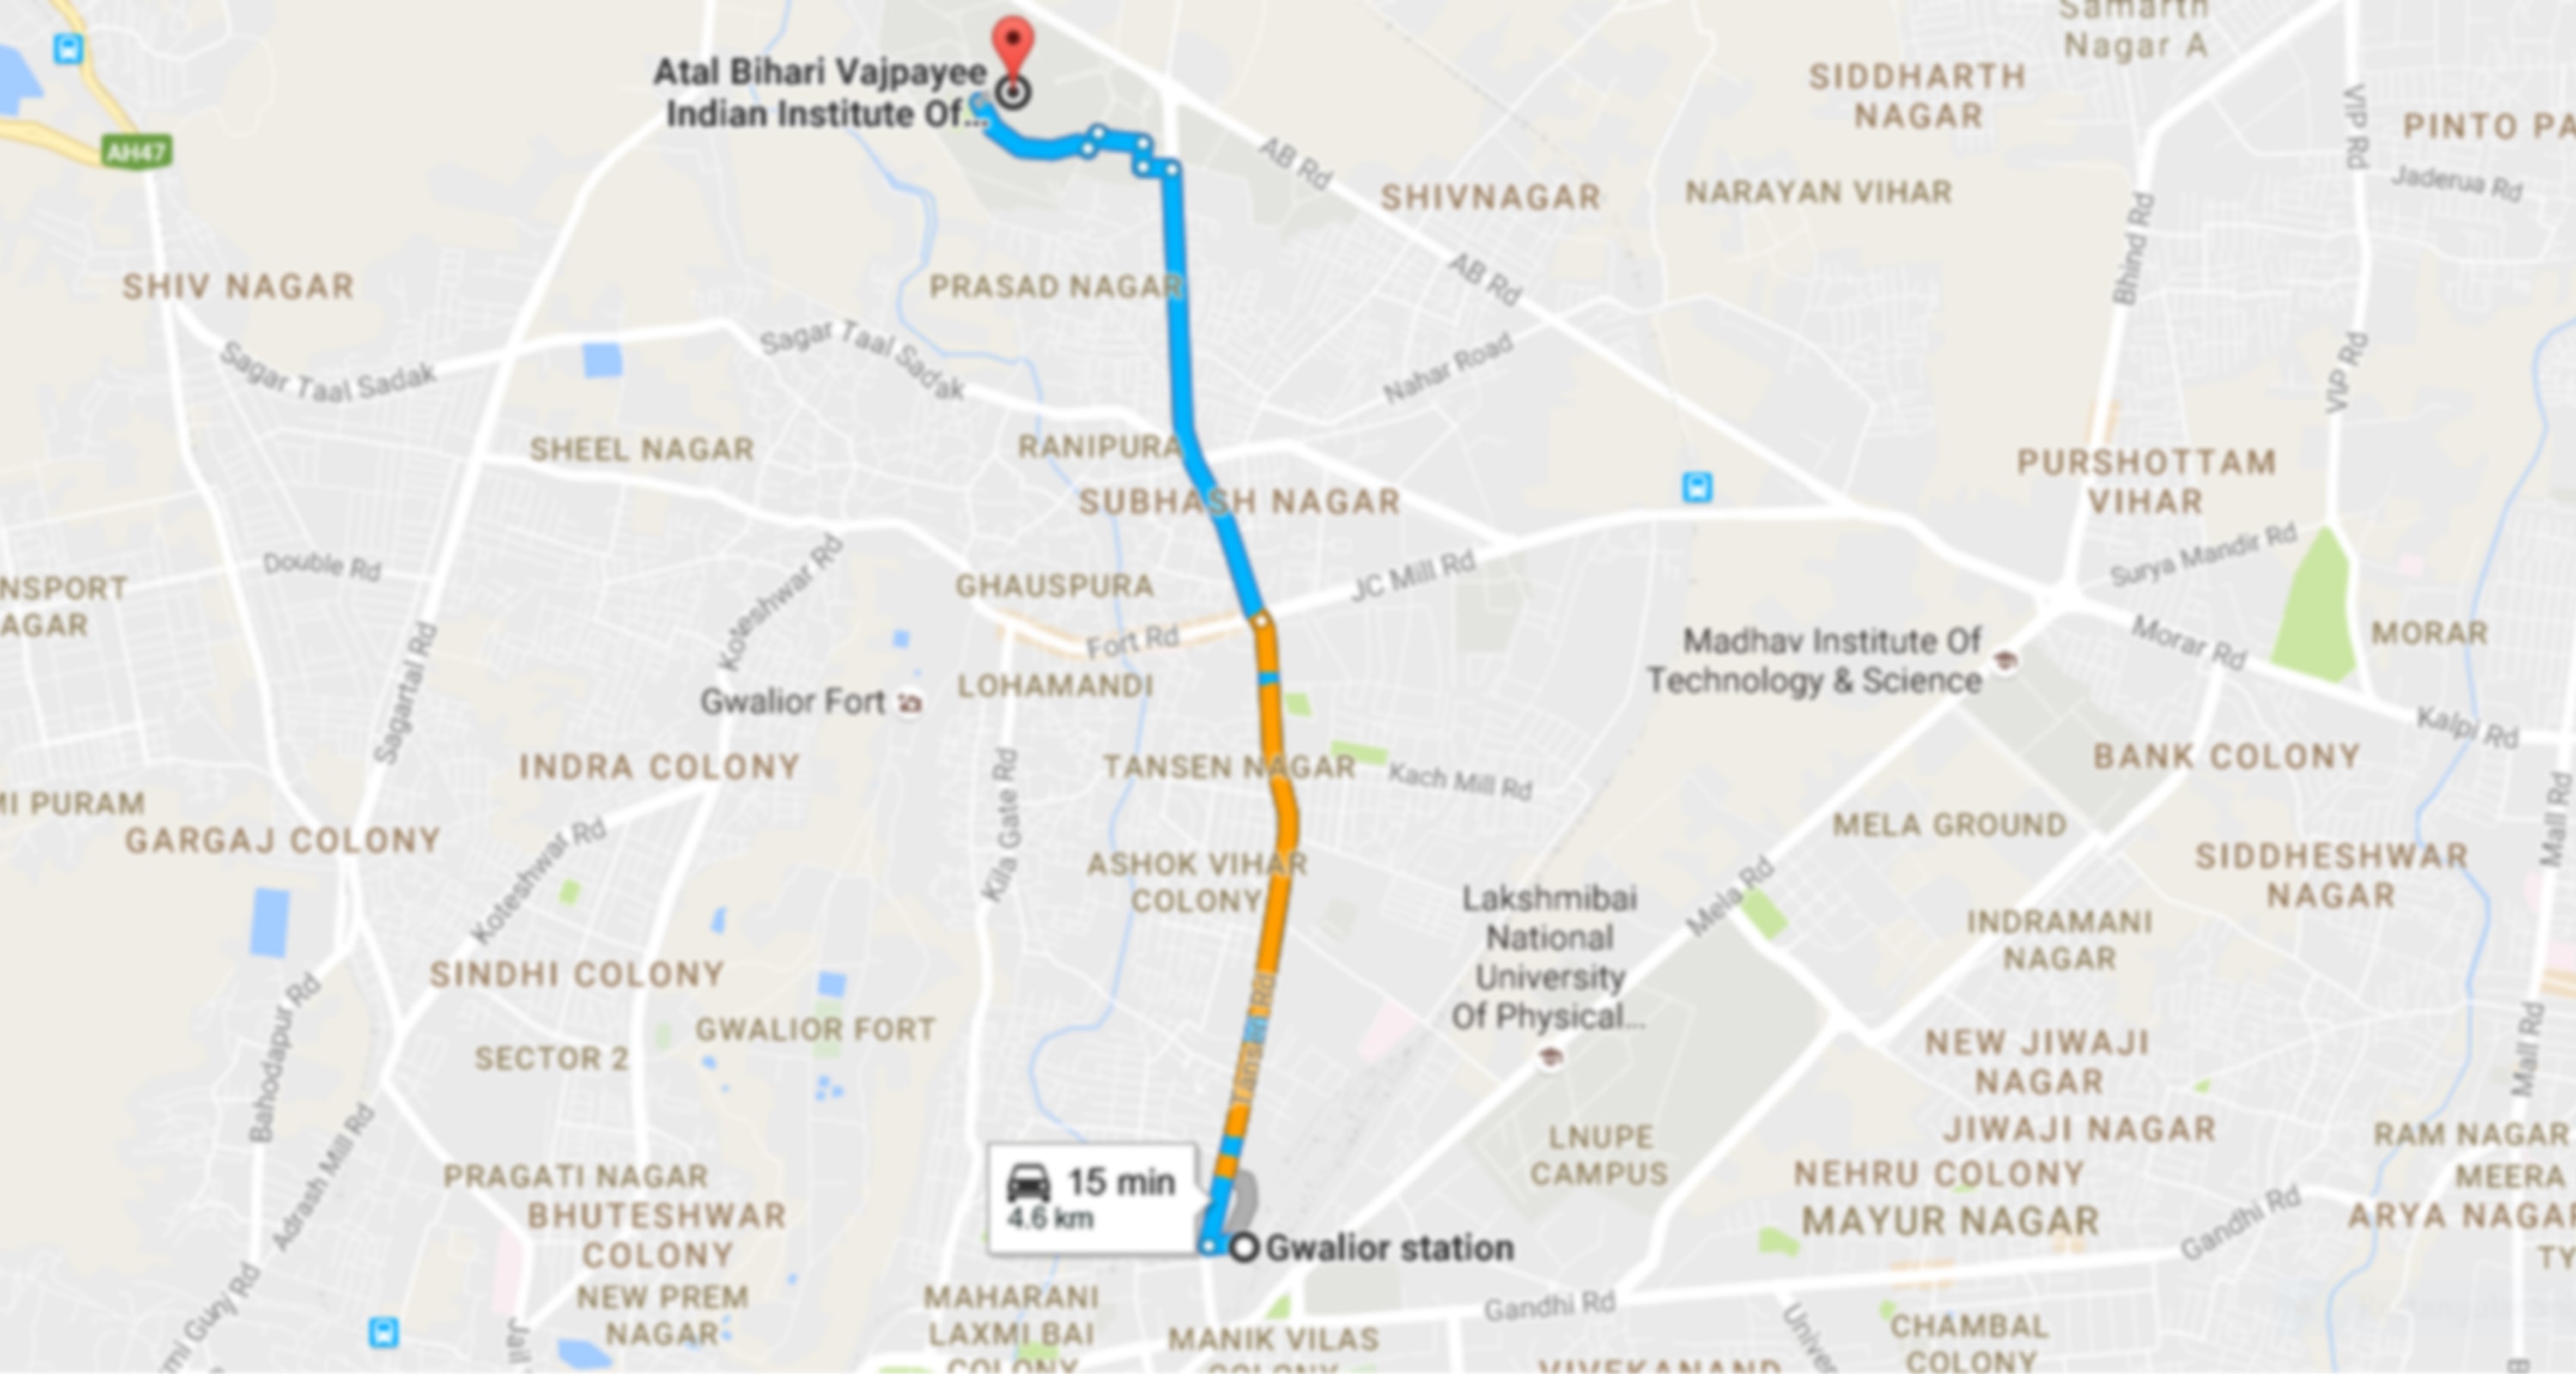 Samarth
Nagar A
Atal Bihari Vajpayee
Indian Institute Of...
SIDDHARTH
NAGAR
VIP Rd
PINTO PA
AH47
AB Rd
SHIVNAGAR
NARAYAN VIHAR
Jaderua Rd
Bhind Rd
SHIV NAGAR
PRASAD NAGAR
AB Rd
Sagar Taal Sadak
Sagar Taal Sadak
Nahar Road
VIP Rd
SHEEL NAGAR
RANIPURA
PURSHOTTAM
VIHAR
SUBHASH NAGAR
Double Rd
Koteshwar Rd
GHAUSPURA
JC Mill Rd
Surya Mandir Rd
NSPORT
AGAR
Fort Rd
Madhav Institute Of
Technology & Science
Morar Rd
MORAR
Sagartal Rd
Gwalior Fort
LOHAMANDI
Kalpi Rd
INDRA COLONY
TANSEN NAGAR
Kach Mill Rd
BANK COLONY
MI PURAM
GARGAJ COLONY
Koteshwar Rd
Kila Gate Rd
MELA GROUND
Mall Rd
ASHOK VIHAR
COLONY
Mela Rd
SIDDHESHWAR
NAGAR
Lakshmibai
National
University
Of Physical...
INDRAMANI
NAGAR
SINDHI COLONY
Bahodapur Rd
GWALIOR FORT
Tansen Rd
SECTOR 2
NEW JIWAJI
NAGAR
Mall Rd
Adrash Mill Rd
LNUPE
CAMPUS
JIWAJI NAGAR
RAM NAGAR
PRAGATI NAGAR
15 min
4.6 km
NEHRU COLONY
MEERA
BHUTESHWAR
COLONY
MAYUR NAGAR
Gandhi Rd
ARYA NAGAR
TY
Gwalior station
NEW PREM
NAGAR
MAHARANI
LAXMI BAI
COLONY
Gandhi Rd
MANIK VILAS
COLONY
Univer
CHAMBAL
COLONY
Jail
VIVEKANAND